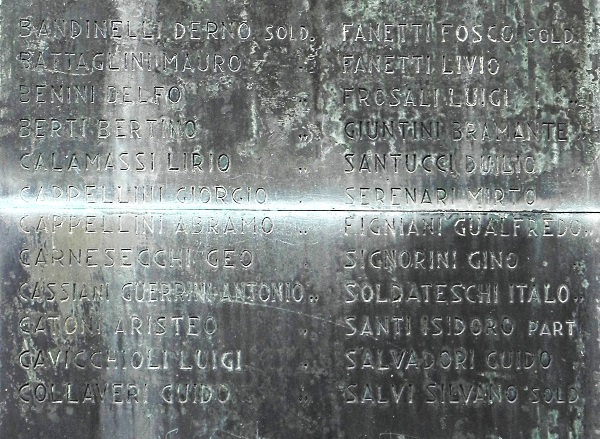 BANDINELLI DERNO SOLD.
BATTAGLINI MAURO "
BENINI DELFO "
BERTI BERTINO "
CALAMASSI LIRIO "
CAPPELLINI GIORGIO "
CAPPELLINI ABRAMO "
CARNESECCHI GEO "
CASSIANI GUERRINI ANTONIO "
GATONI ARISTEO "
CAVICCHIOLI LUIGI "
COLLAVERI GUIDO "
FANETTI FOSCO SOLD.
FANETTI LIVIO "
FROSALI LUIGI "
GIUNTINI BRAMANTE "
SANTUCCI DUILIO "
SERENARI MIRTO "
FIGNIANI GUALFREDO "
SIGNORINI GINO "
SOLDATESCHI ITALO "
SANTI ISIDORO PART.
SALVADORI GUIDO "
SALVI SILVANO SOLD.